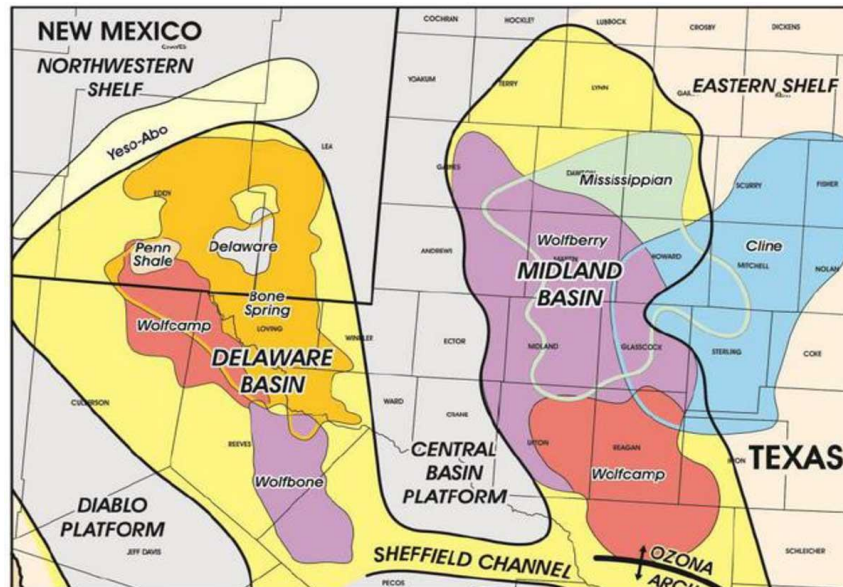 COCHRAN
HOCKLEY
LUBBOCK
CROSBY
DICKENS
NEW MEXICO
NORTHWESTERN
SHELF
YOAKUM
TERRY
LYNN
EASTERN SHELF
Yeso-Abo
LEA
EDDY
GAINES
DAWSON
Mississippian
SCURRY
FISHER
Penn
Shale
Delaware
ANDREWS
Wolfberry
MARTIN
HOWARD
Cline
MITCHELL
NOLAN
MIDLAND
BASIN
Bone
Spring
LOVING
Wolfcamp
WINKLER
ECTOR
MIDLAND
GLASSCOCK
STERLING
COKE
DELAWARE
BASIN
CULBERSON
WARD
CRANE
REEVES
UPTON
REAGAN
TEXAS
Wolfbone
CENTRAL
BASIN
PLATFORM
Wolfcamp
DIABLO
PLATFORM
JEFF DAVIS
SHEFFIELD CHANNEL
OZONA
ARCH
SCHLEICHER
PECOS